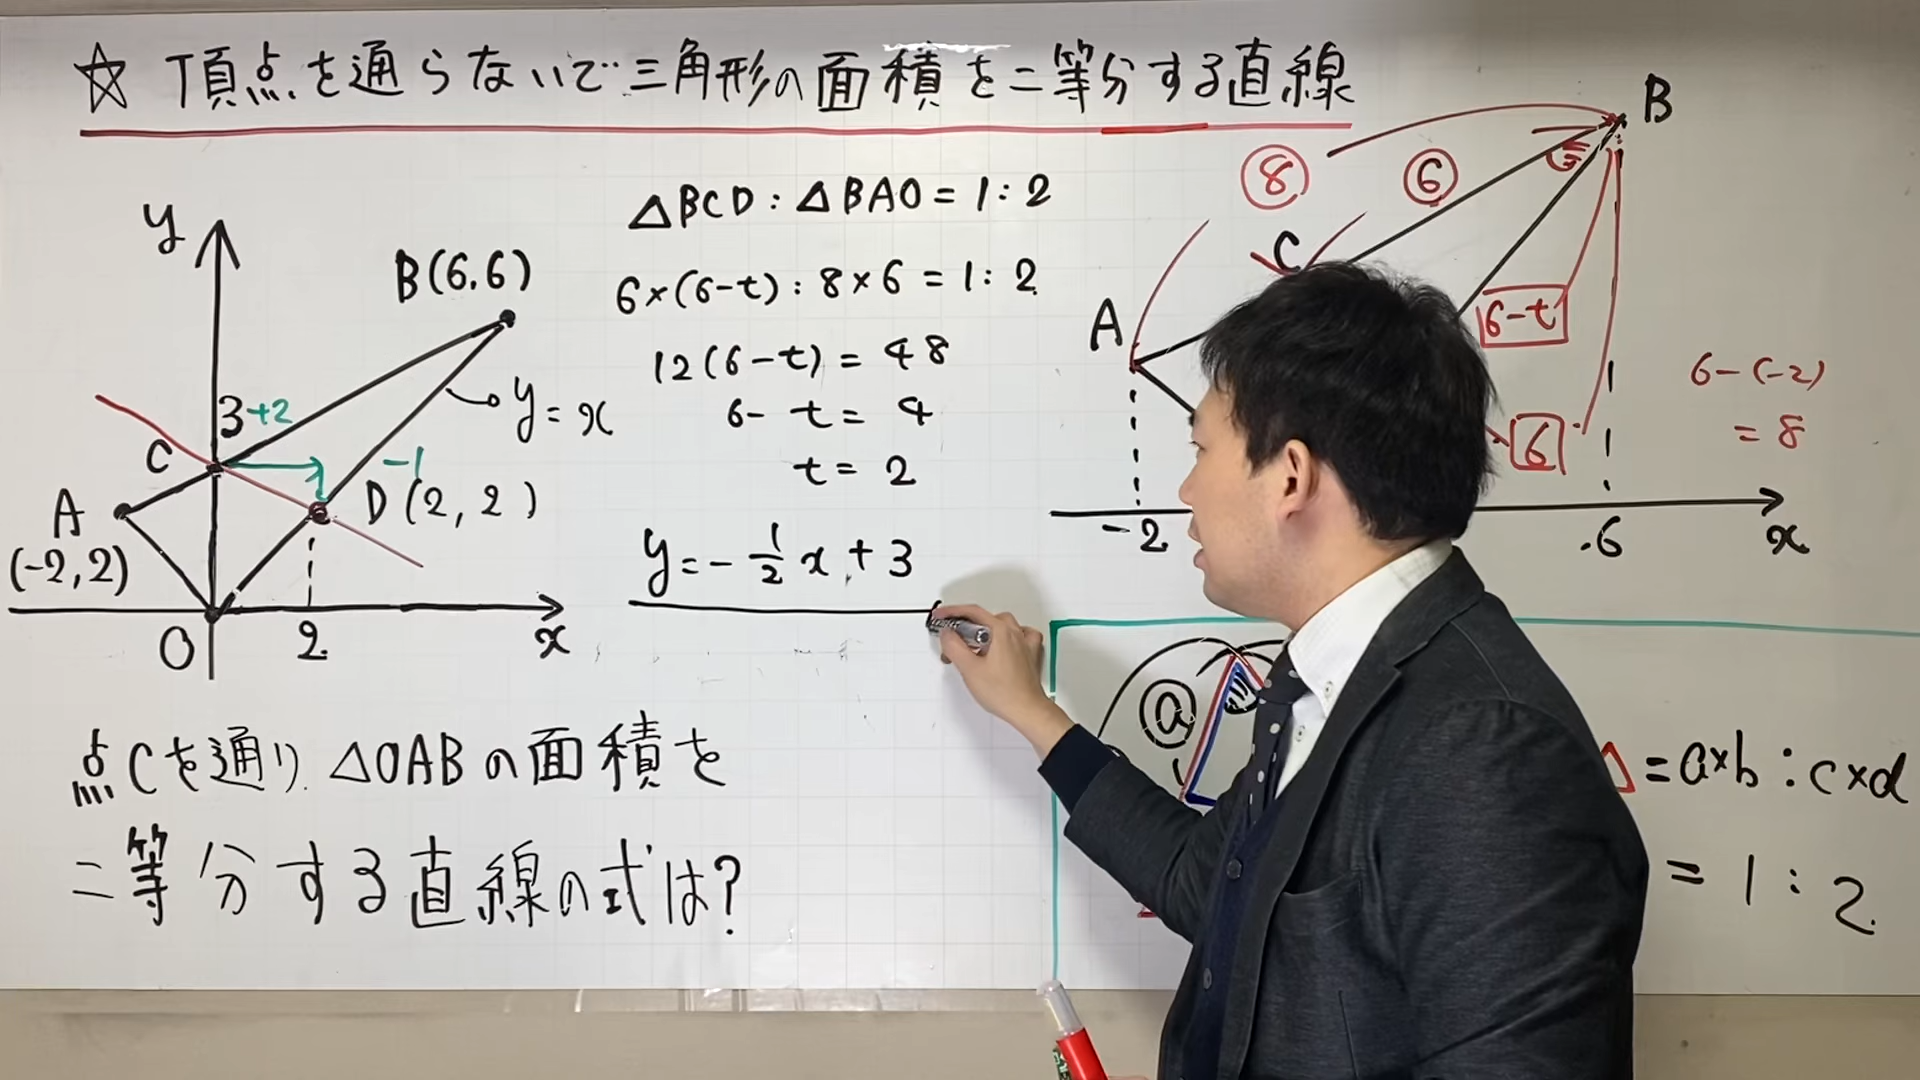 ☆ 頂点を通らないで三角形の面積を二等分する直線
y
B(6,6)
3+2
y=x
C
-1
A
(-2,2)
D(2,2)
O
2
x
△BCD:△BAO=1:2
6×(6-t):8×6=1:2
12(6-t)=48
6-t=4
t=2
y=-1/2x+3
B
⑧
⑥
C
A
6-t
6
6-(-2)
=8
-2
6
x
点Cを通り△OABの面積を
二等分する直線の式は?
ⓐ
△=a×b:c×d
=1:2